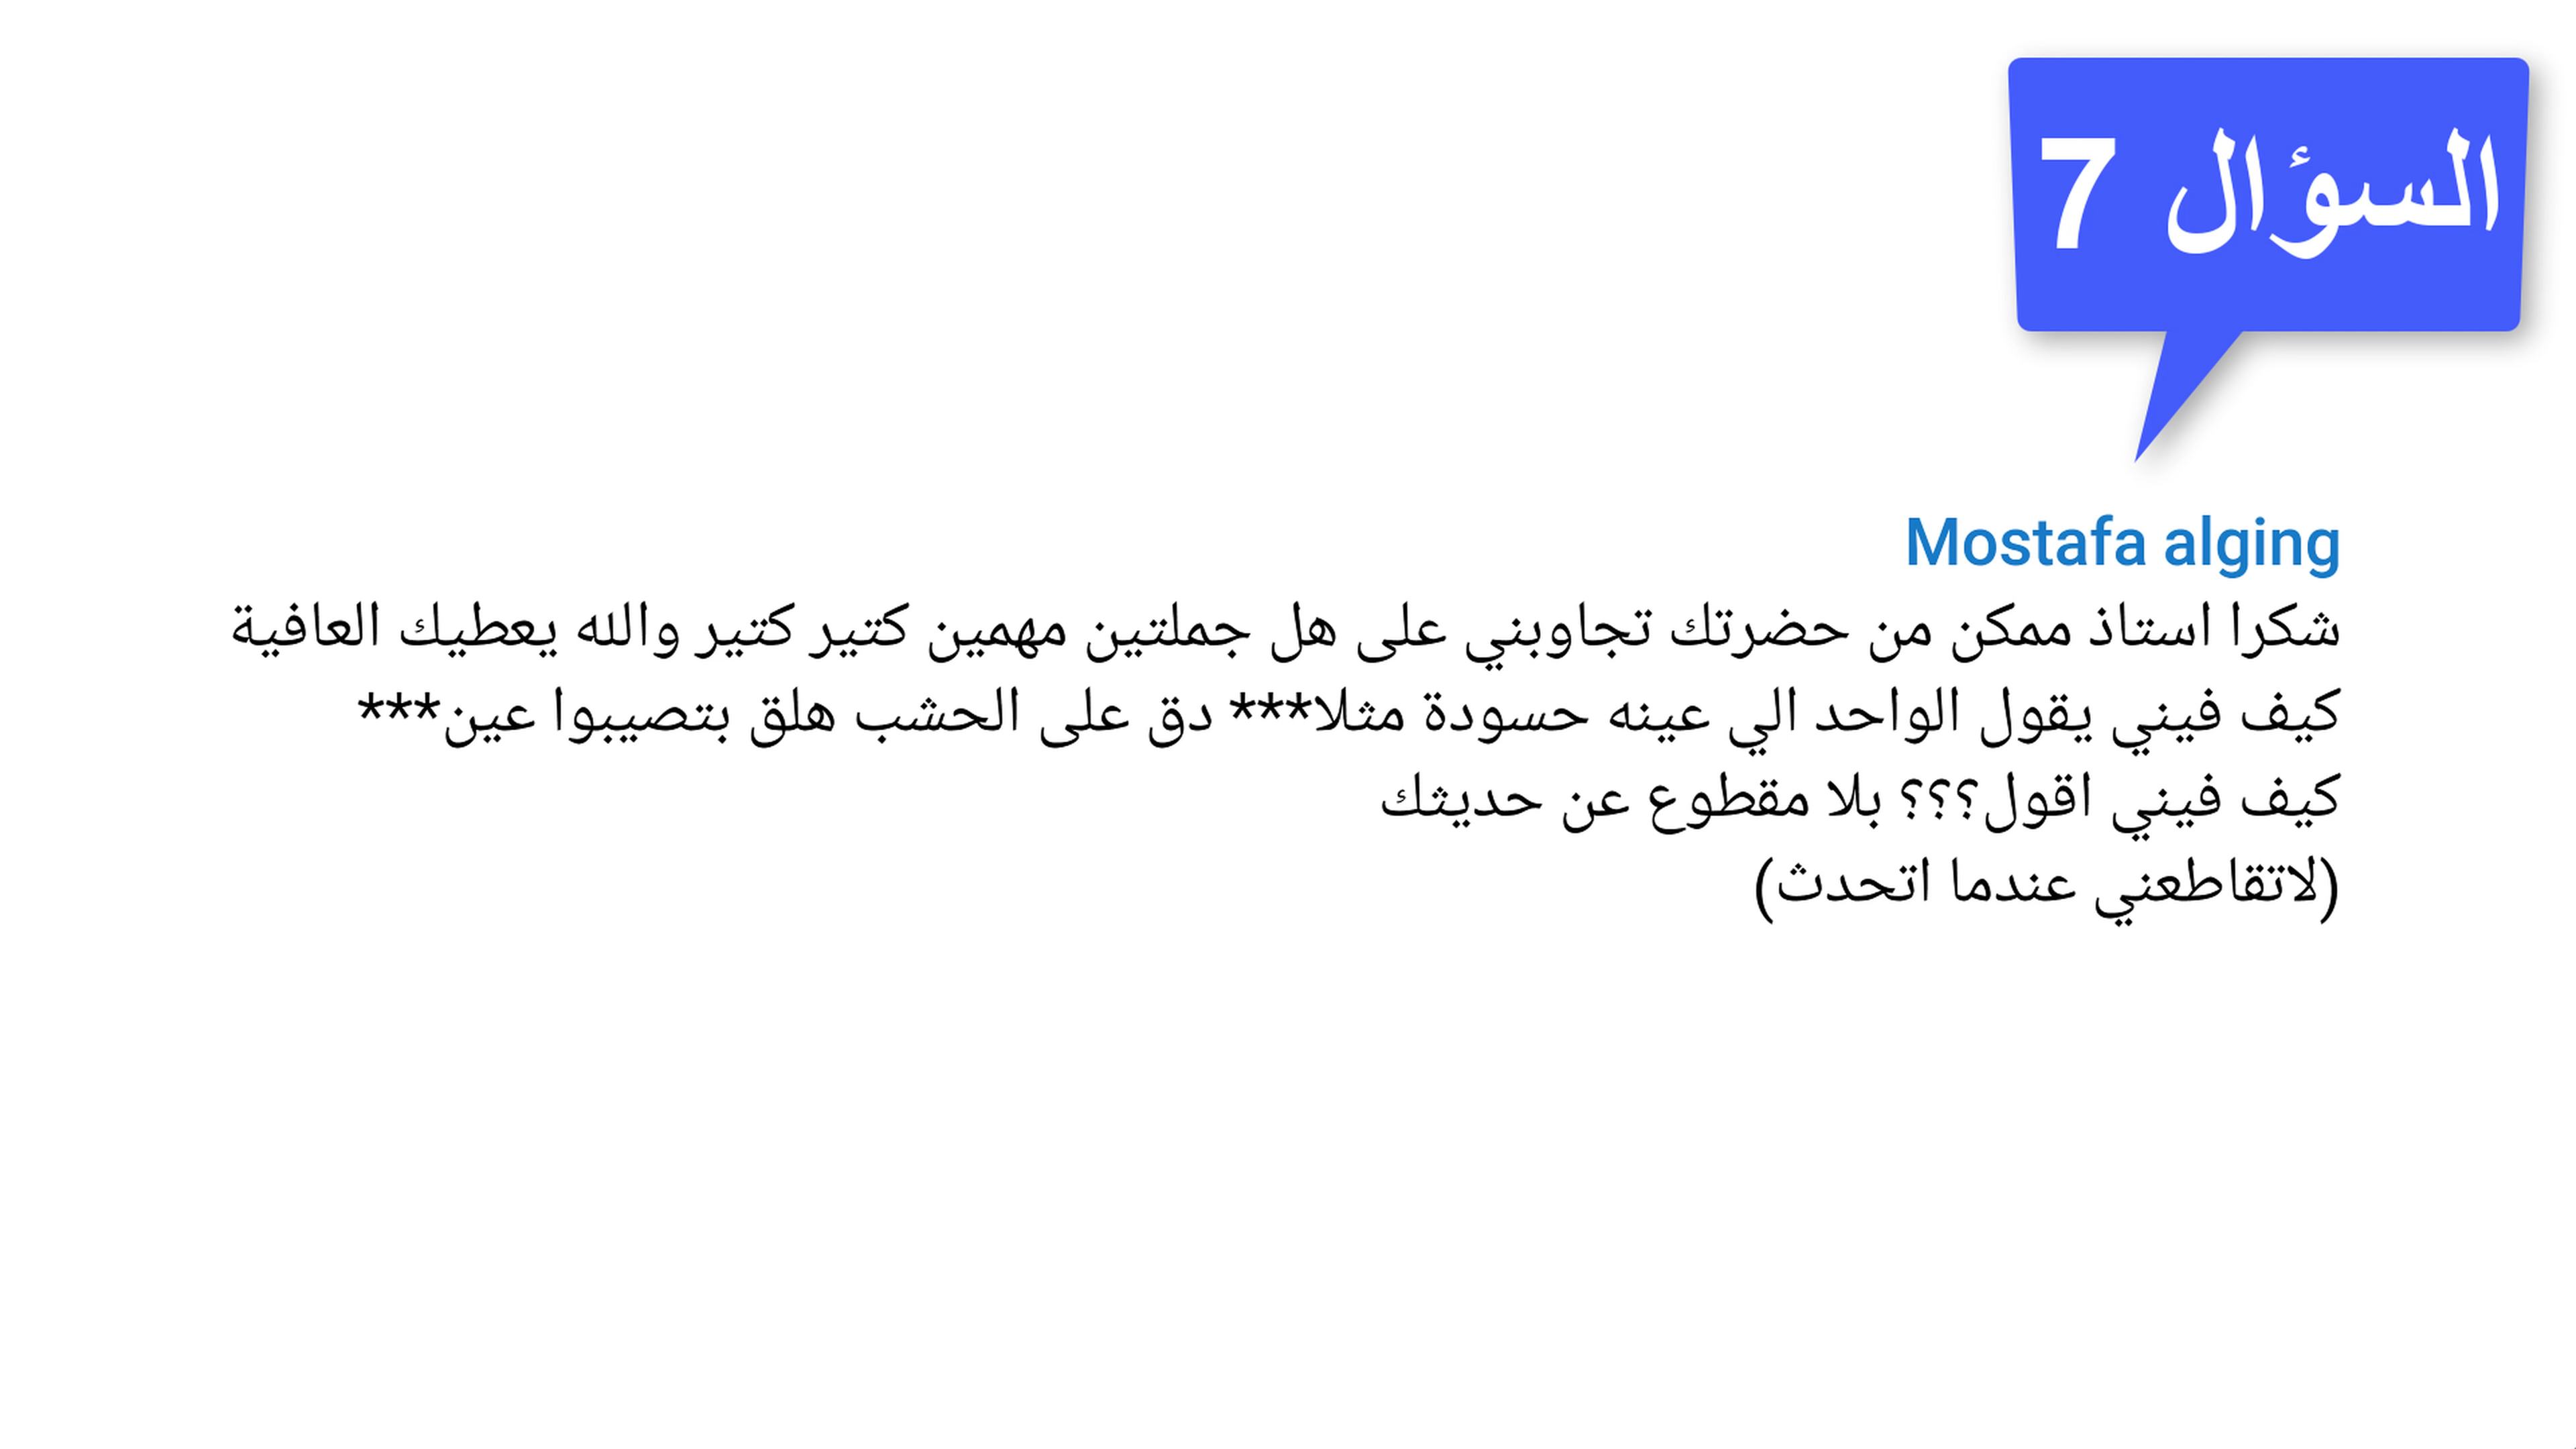 السؤال 7
Mostafa alging
شكرا استاذ ممكن من حضرتك تجاوبني على هل جملتين مهمين كتير كتير والله يعطيك العافية
كيف فيني يقول الواحد الي عينه حسودة مثلا*** دق على الحشب هلق بتصيبوا عين***
كيف فيني اقول؟؟؟ بلا مقطوع عن حديثك
(لاتقاطعني عندما اتحدث)